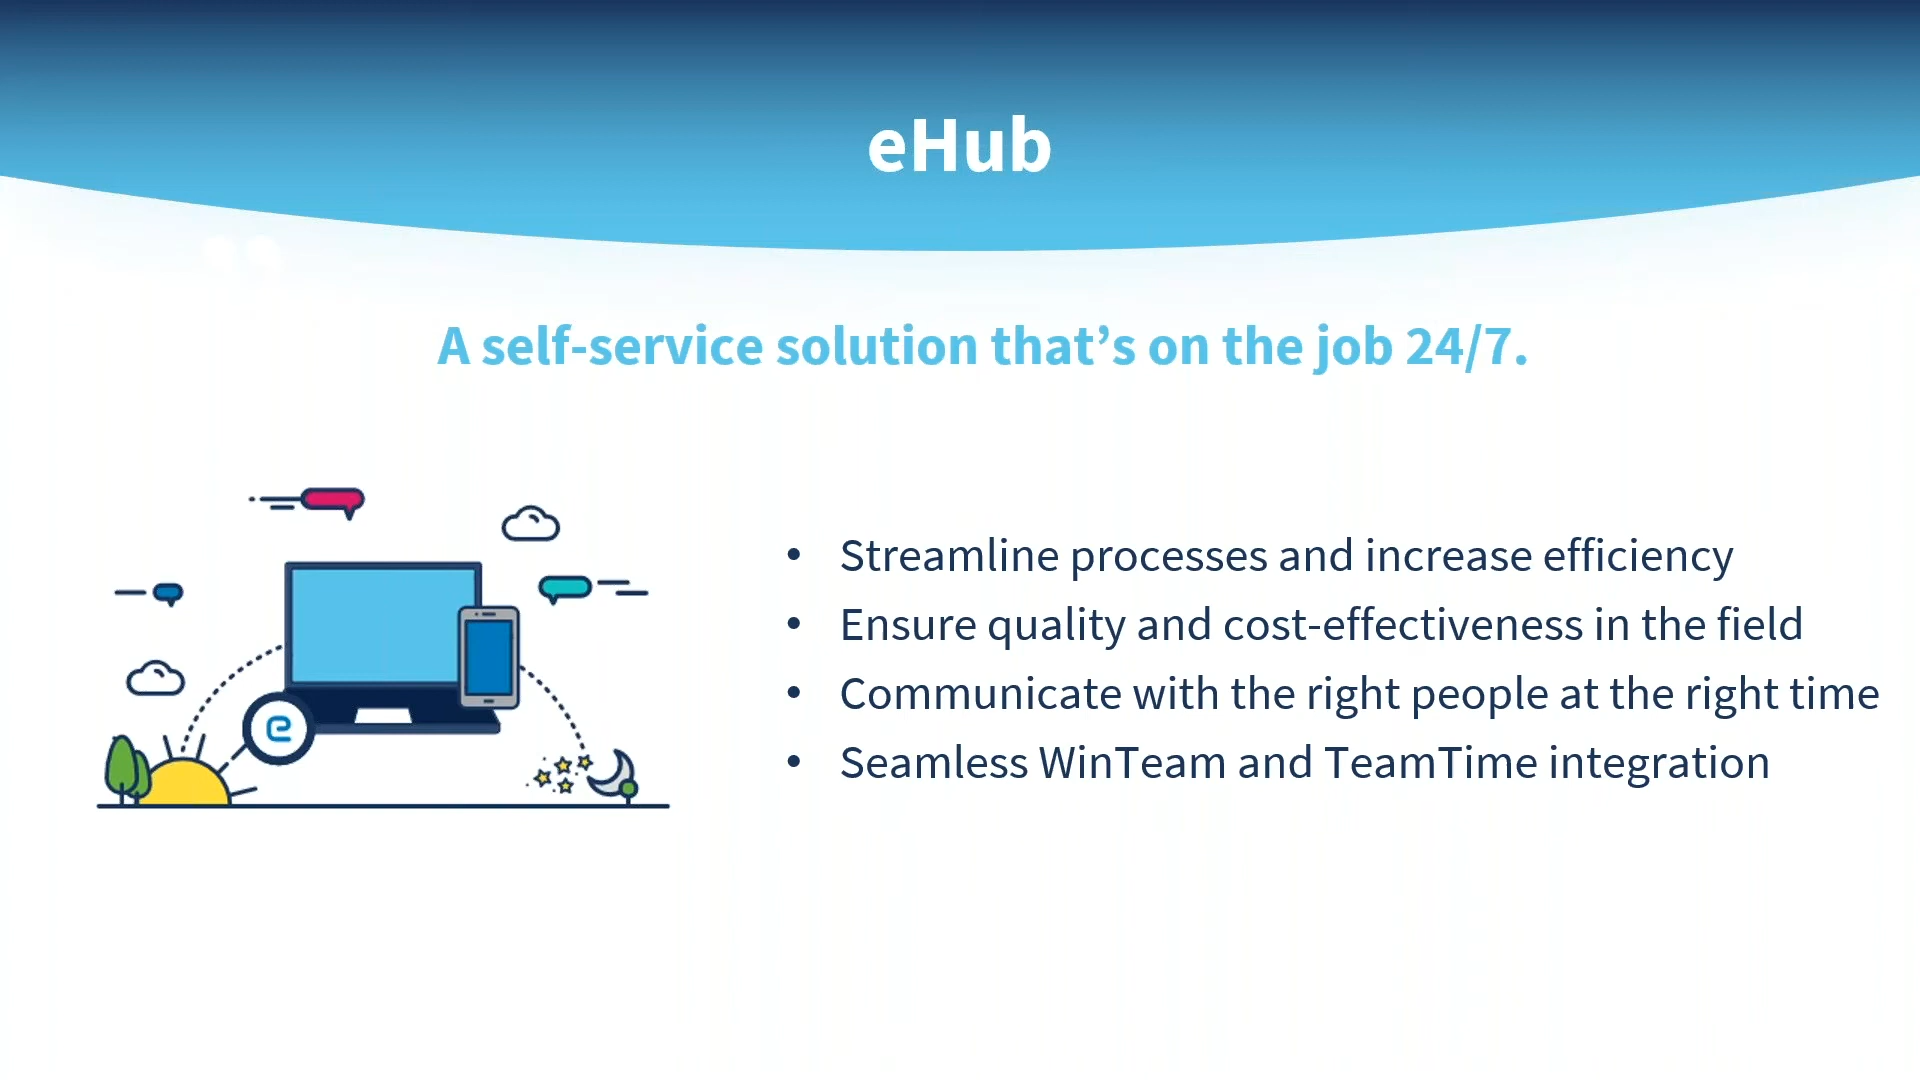 eHub
A self-service solution that’s on the job 24/7.
• Streamline processes and increase efficiency
• Ensure quality and cost-effectiveness in the field
• Communicate with the right people at the right time
• Seamless WinTeam and TeamTime integration
e